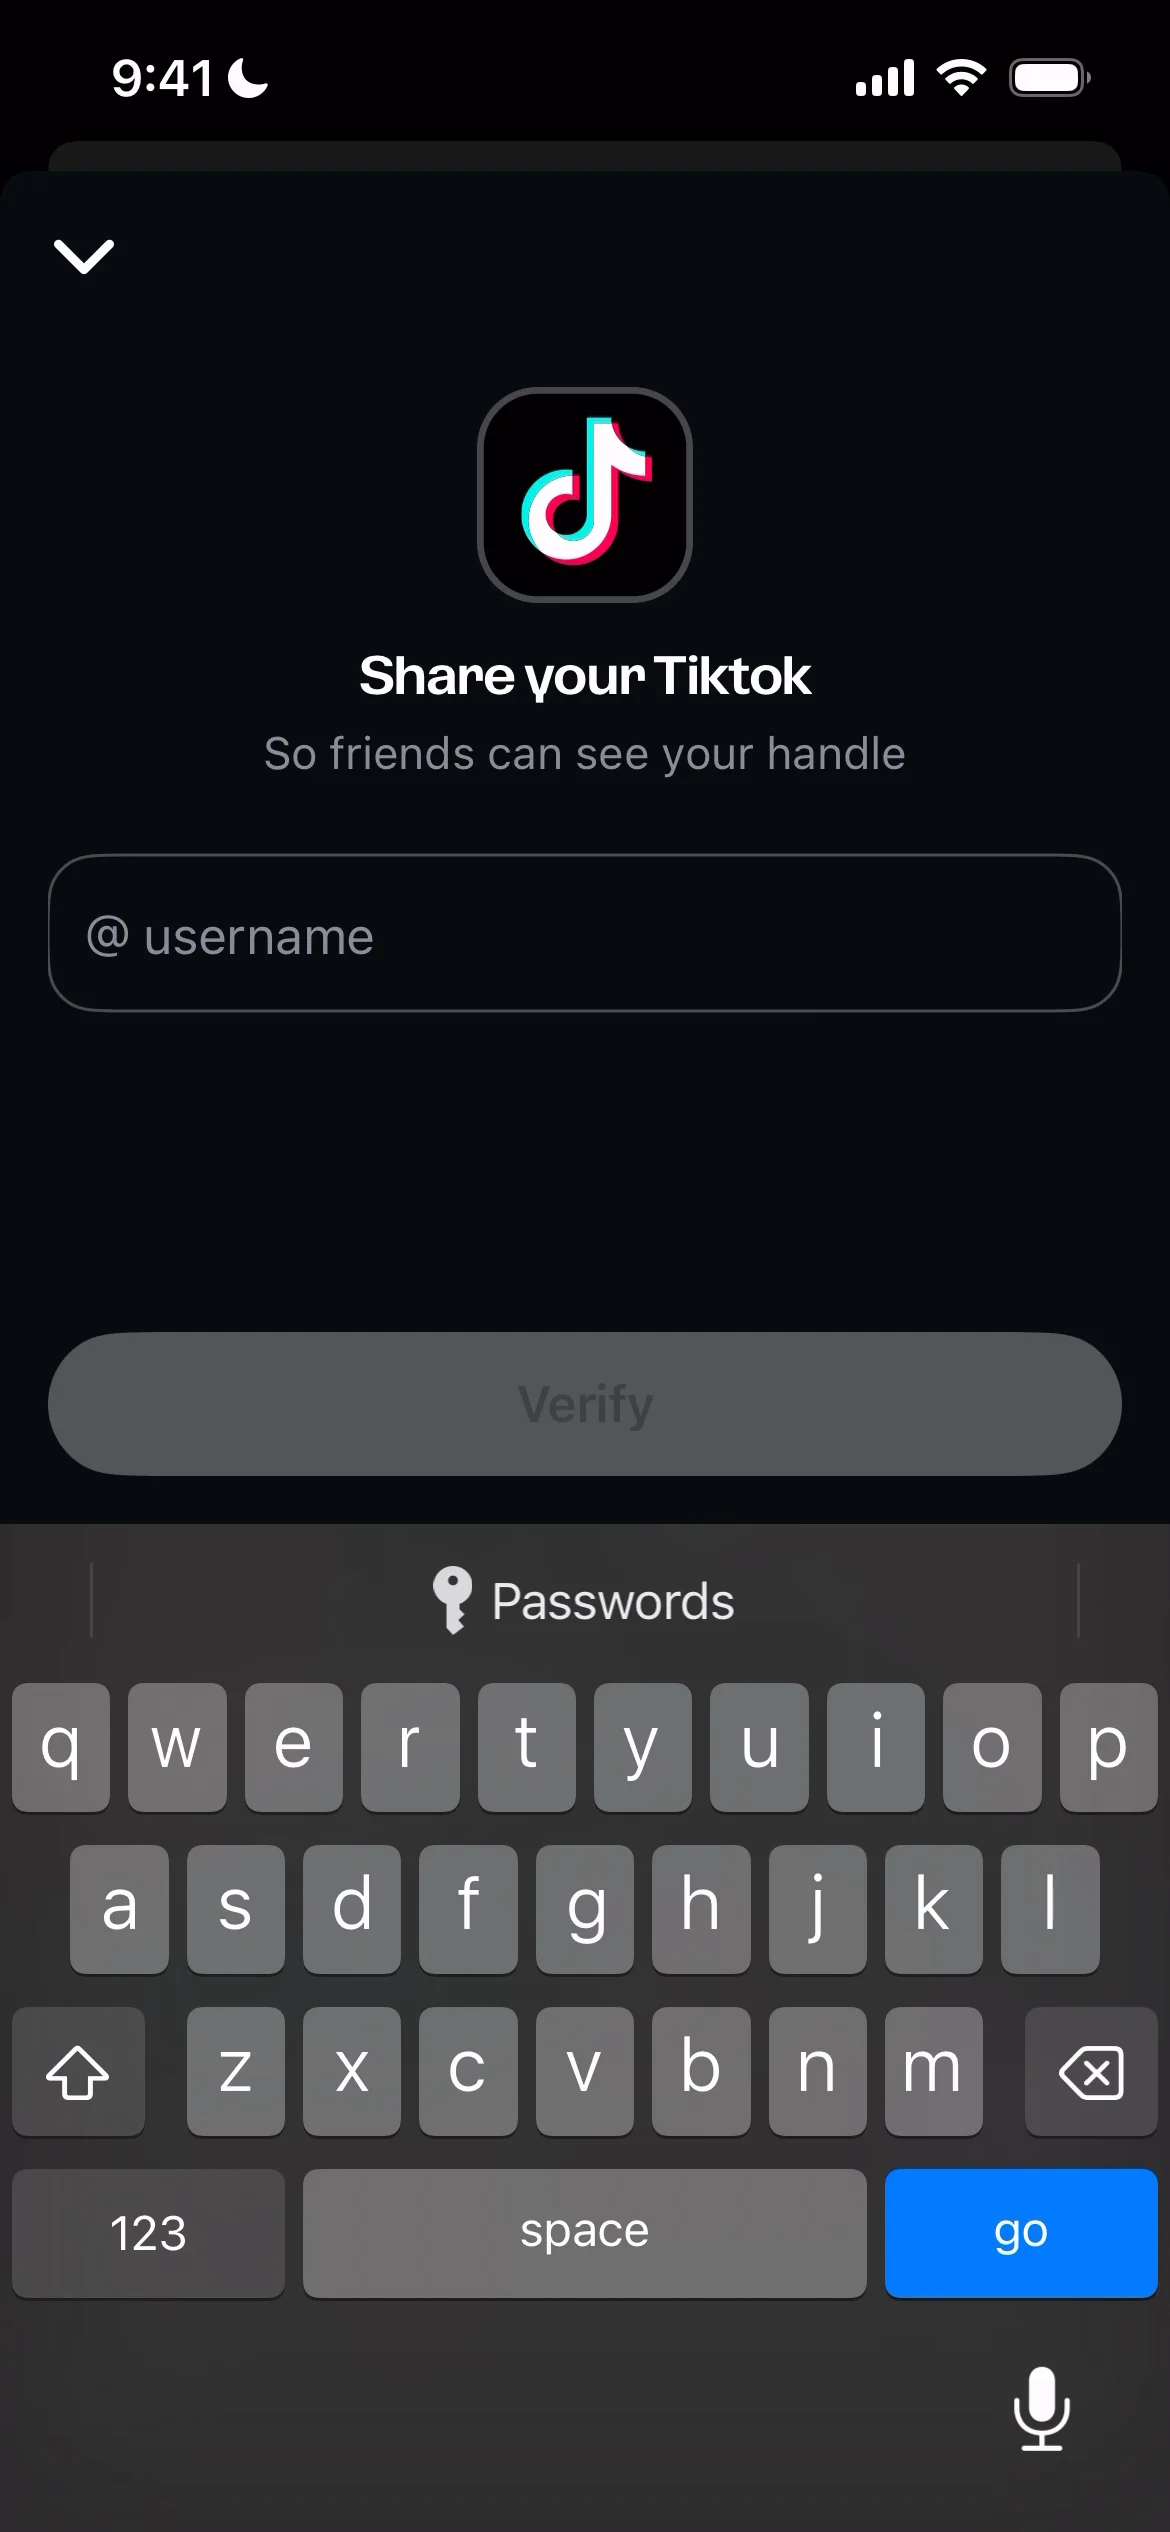 9:41
Share your Tiktok
So friends can see your handle
@ username
Verify
Passwords
q w e r t y u i o p
a s d f g h j k l
z x c v b n m
123 space go